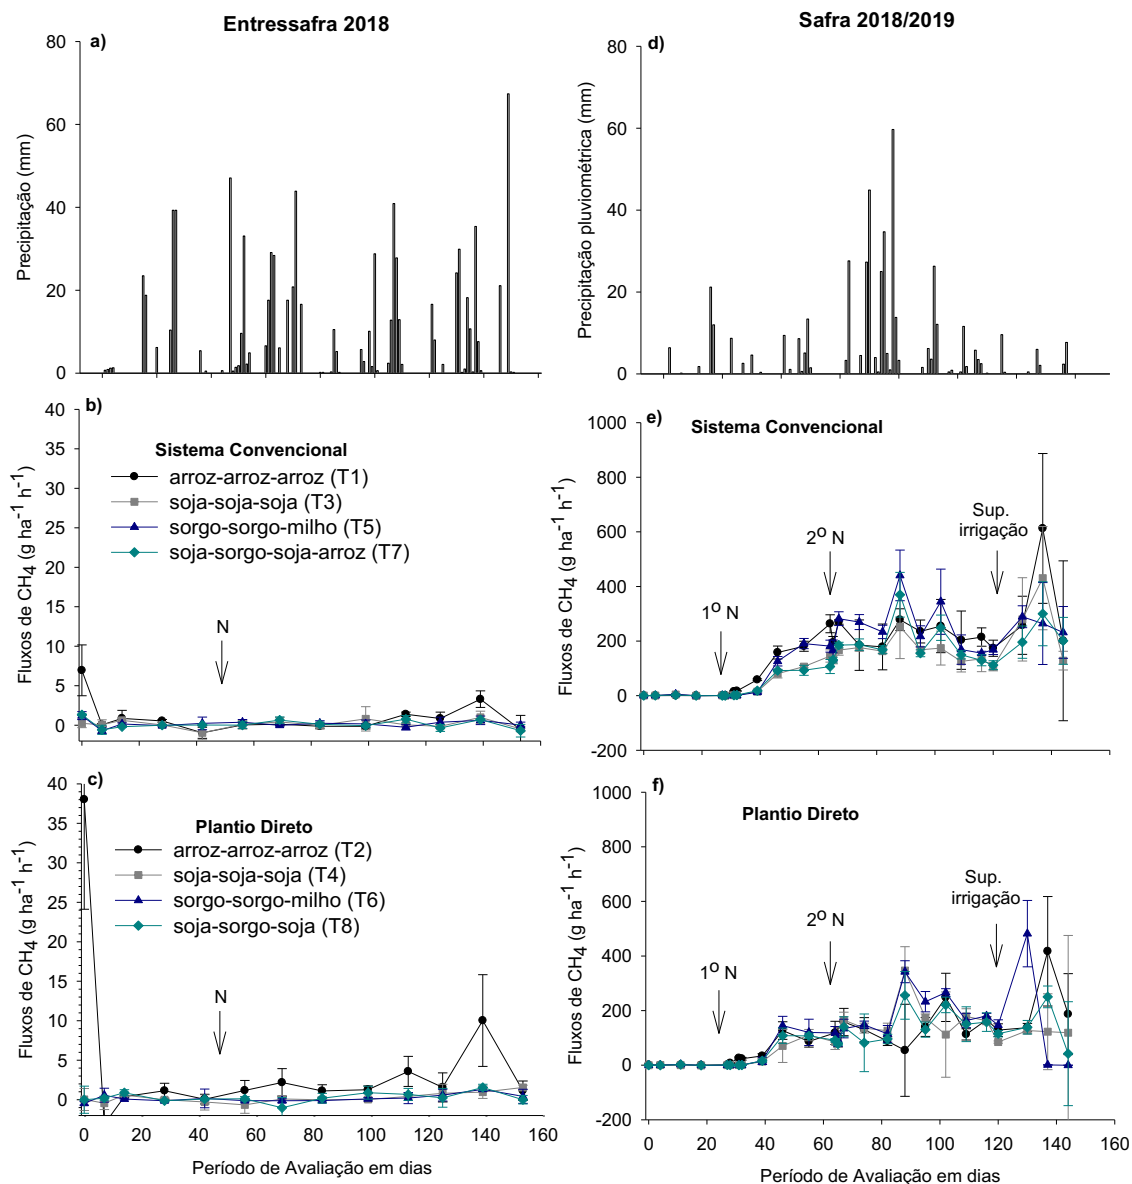 Entressafra 2018
a)
Precipitação (mm)
80
60
40
20
0
Safra 2018/2019
d)
Precipitação pluviométrica (mm)
80
60
40
20
0
b)
Fluxos de CH4 (g ha-1 h-1)
40
35
30
25
20
15
10
5
0
Sistema Convencional
arroz-arroz-arroz (T1)
soja-soja-soja (T3)
sorgo-sorgo-milho (T5)
soja-sorgo-soja-arroz (T7)
N
e)
Sistema Convencional
Fluxos de CH4 (g ha-1 h-1)
1000
800
600
400
200
0
-200
1º N
2º N
Sup.
irrigação
c)
Fluxos de CH4 (g ha-1 h-1)
40
35
30
25
20
15
10
5
0
Plantio Direto
arroz-arroz-arroz (T2)
soja-soja-soja (T4)
sorgo-sorgo-milho (T6)
soja-sorgo-soja (T8)
N
0 20 40 60 80 100 120 140 160
Período de Avaliação em dias
f)
Plantio Direto
Fluxos de CH4 (g ha-1 h-1)
1000
800
600
400
200
0
-200
1º N
2º N
Sup.
irrigação
0 20 40 60 80 100 120 140 160
Período de Avaliação em dias